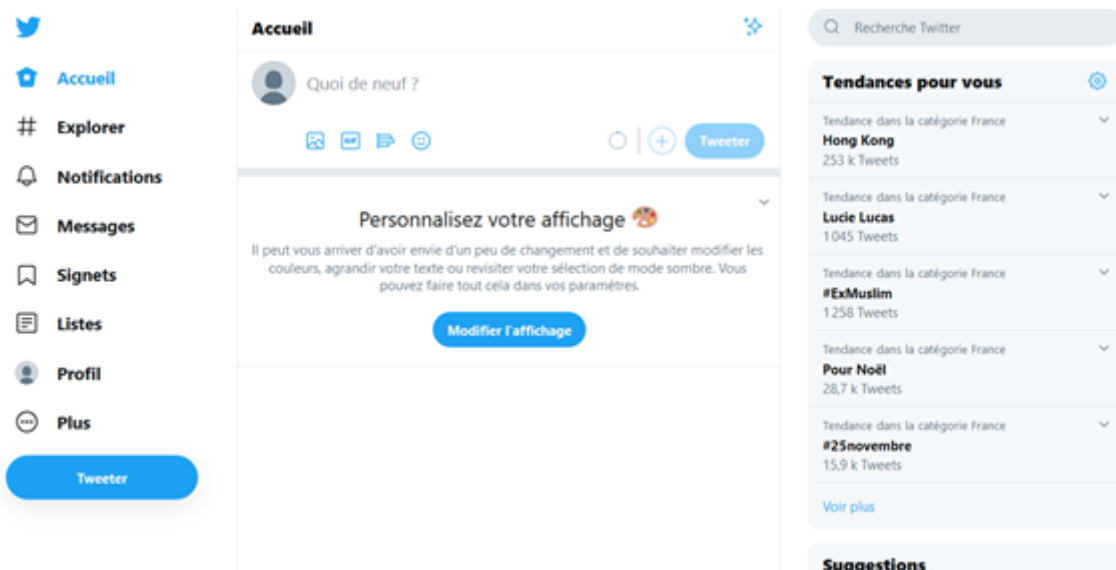 Accueil
Explorer
Notifications
Messages
Signets
Listes
Profil
Plus
Tweeter
Accueil
Quoi de neuf ?
GIF
Tweeter
Personnalisez votre affichage
Il peut vous arriver d'avoir envie d'un peu de changement et de souhaiter modifier les
couleurs, agrandir votre texte ou revisiter votre sélection de mode sombre. Vous
pouvez faire tout cela dans vos paramètres.
Modifier l'affichage
Recherche Twitter
Tendances pour vous
Tendance dans la catégorie France
Hong Kong
253 k Tweets
Tendance dans la catégorie France
Lucie Lucas
1 045 Tweets
Tendance dans la catégorie France
#ExMuslim
1 258 Tweets
Tendance dans la catégorie France
Pour Noël
28,7 k Tweets
Tendance dans la catégorie France
#25novembre
15,9 k Tweets
Voir plus
Suggestions